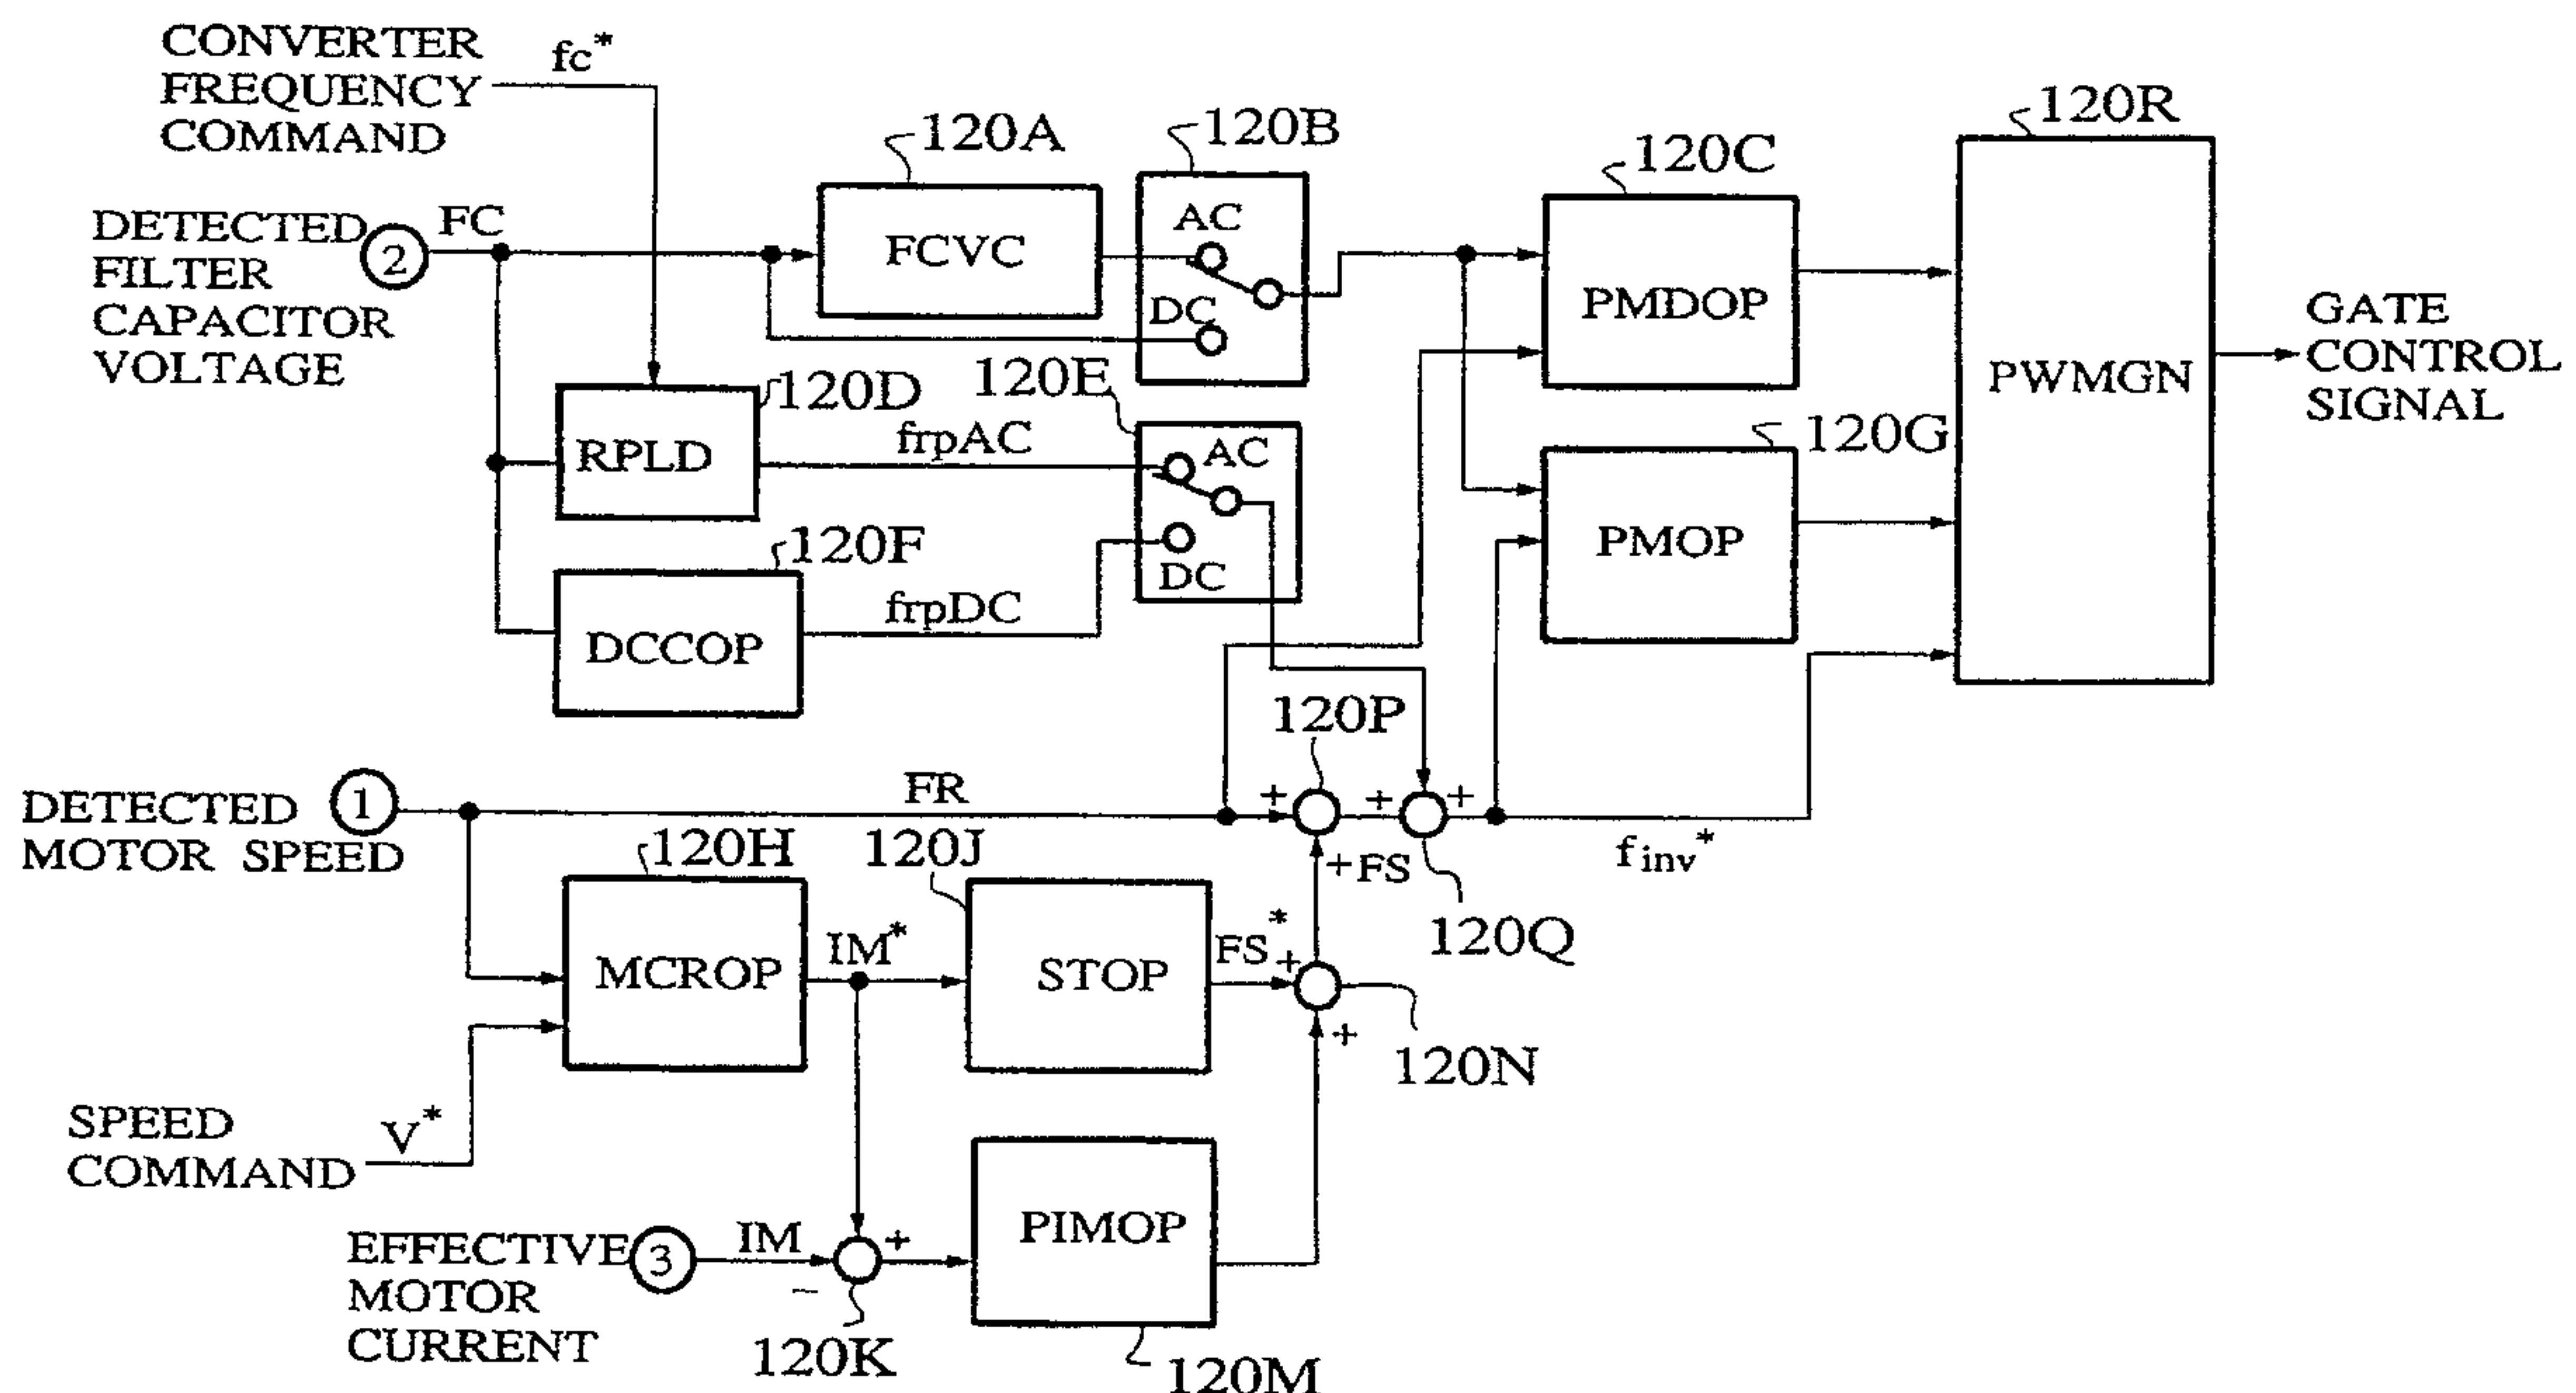 CONVERTER
FREQUENCY
COMMAND
fc*
120A
120B
120C
120R
DETECTED
FILTER
CAPACITOR
VOLTAGE
2
FC
FCVC
AC
DC
PMDOP
PWMGN
GATE
CONTROL
SIGNAL
120D
120E
RPLD
frpAC
AC
DC
120G
PMOP
120F
DCCOP
frpDC
120P
DETECTED
MOTOR SPEED
1
FR
+
+
+
+FS
finv*
120Q
120H
120J
MCROP
IM*
STOP
FS*
+
+
120N
SPEED
COMMAND
V*
EFFECTIVE
MOTOR
CURRENT
3
IM
+
−
PIMOP
120K
120M